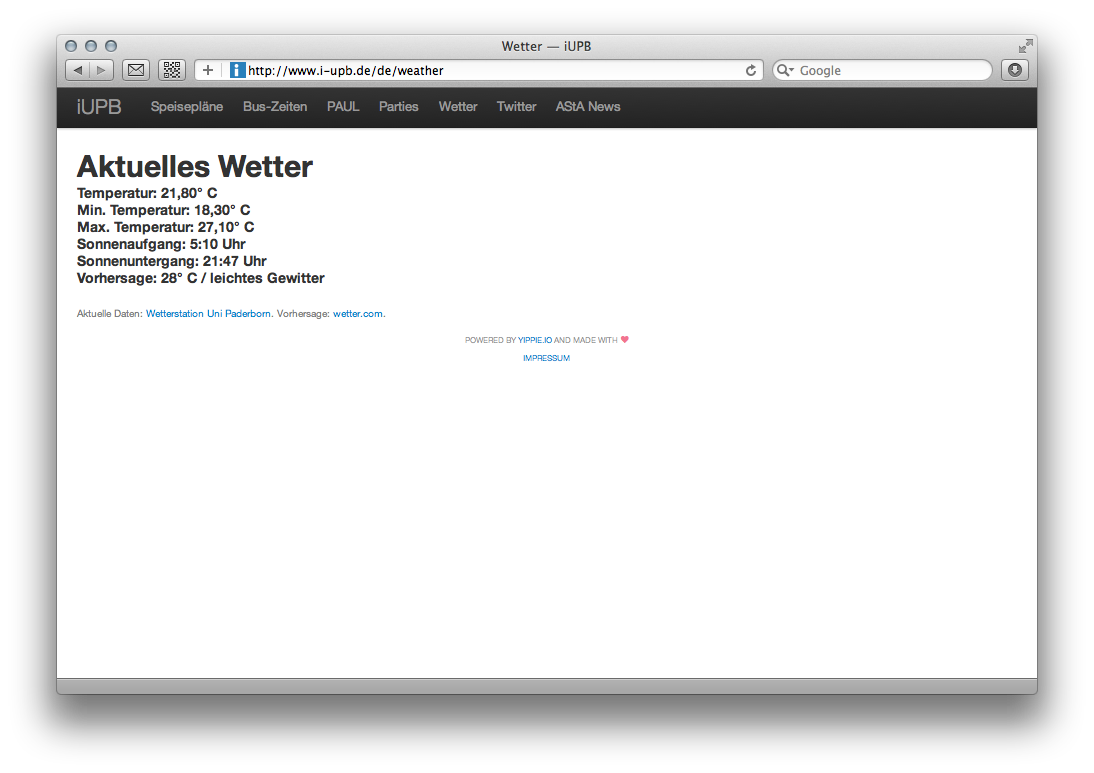 Wetter — iUPB
http://www.i-upb.de/de/weather
Google
iUPB Speisepläne Bus-Zeiten PAUL Parties Wetter Twitter AStA News
Aktuelles Wetter
Temperatur: 21,80° C
Min. Temperatur: 18,30° C
Max. Temperatur: 27,10° C
Sonnenaufgang: 5:10 Uhr
Sonnenuntergang: 21:47 Uhr
Vorhersage: 28° C / leichtes Gewitter
Aktuelle Daten: Wetterstation Uni Paderborn. Vorhersage: wetter.com.
POWERED BY YIPPIE.IO AND MADE WITH ♥
IMPRESSUM